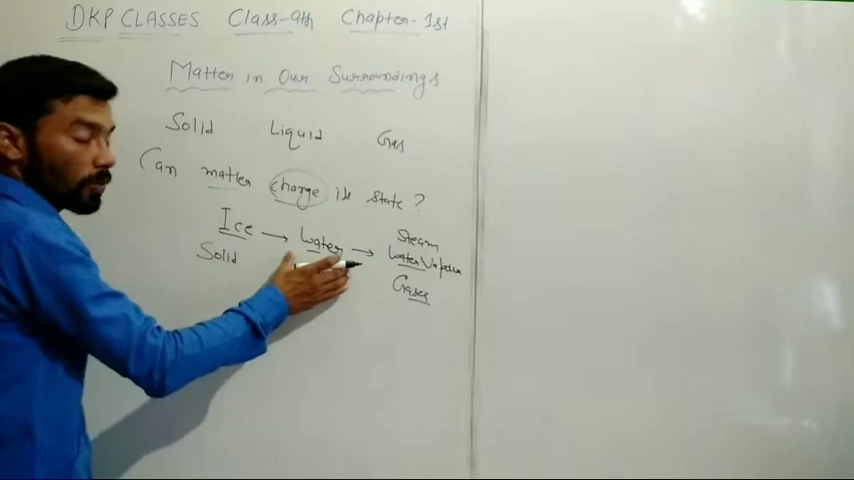 DKP CLASSES Class-9th Chapter-1st
Matter in Our Surroundings
Solid Liquid Gas
Can matter change its state?
Ice → Water → Steam
Water Vapour
Solid Gases